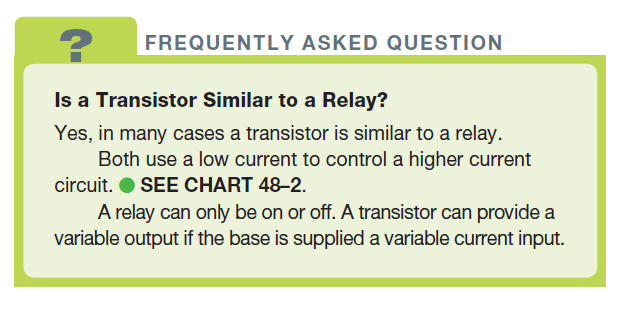 ?
FREQUENTLY ASKED QUESTION
Is a Transistor Similar to a Relay?
Yes, in many cases a transistor is similar to a relay.
Both use a low current to control a higher current
circuit. ● SEE CHART 48–2.
A relay can only be on or off. A transistor can provide a
variable output if the base is supplied a variable current input.